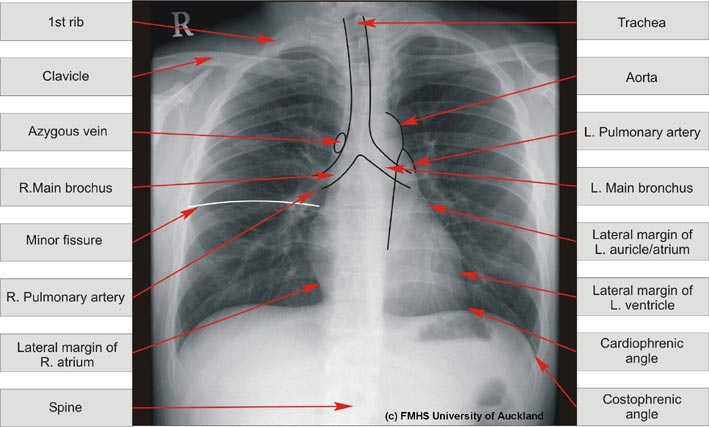 1st rib
Clavicle
Azygous vein
R.Main brochus
Minor fissure
R. Pulmonary artery
Lateral margin of
R. atrium
Spine
R
Trachea
Aorta
L. Pulmonary artery
L. Main bronchus
Lateral margin of
L. auricle/atrium
Lateral margin of
L. ventricle
Cardiophrenic
angle
Costophrenic
angle
(c) FMHS University of Auckland